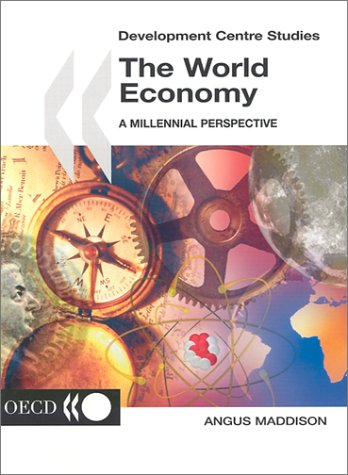 Development Centre Studies
The World
Economy
A MILLENNIAL PERSPECTIVE
OECD
ANGUS MADDISON